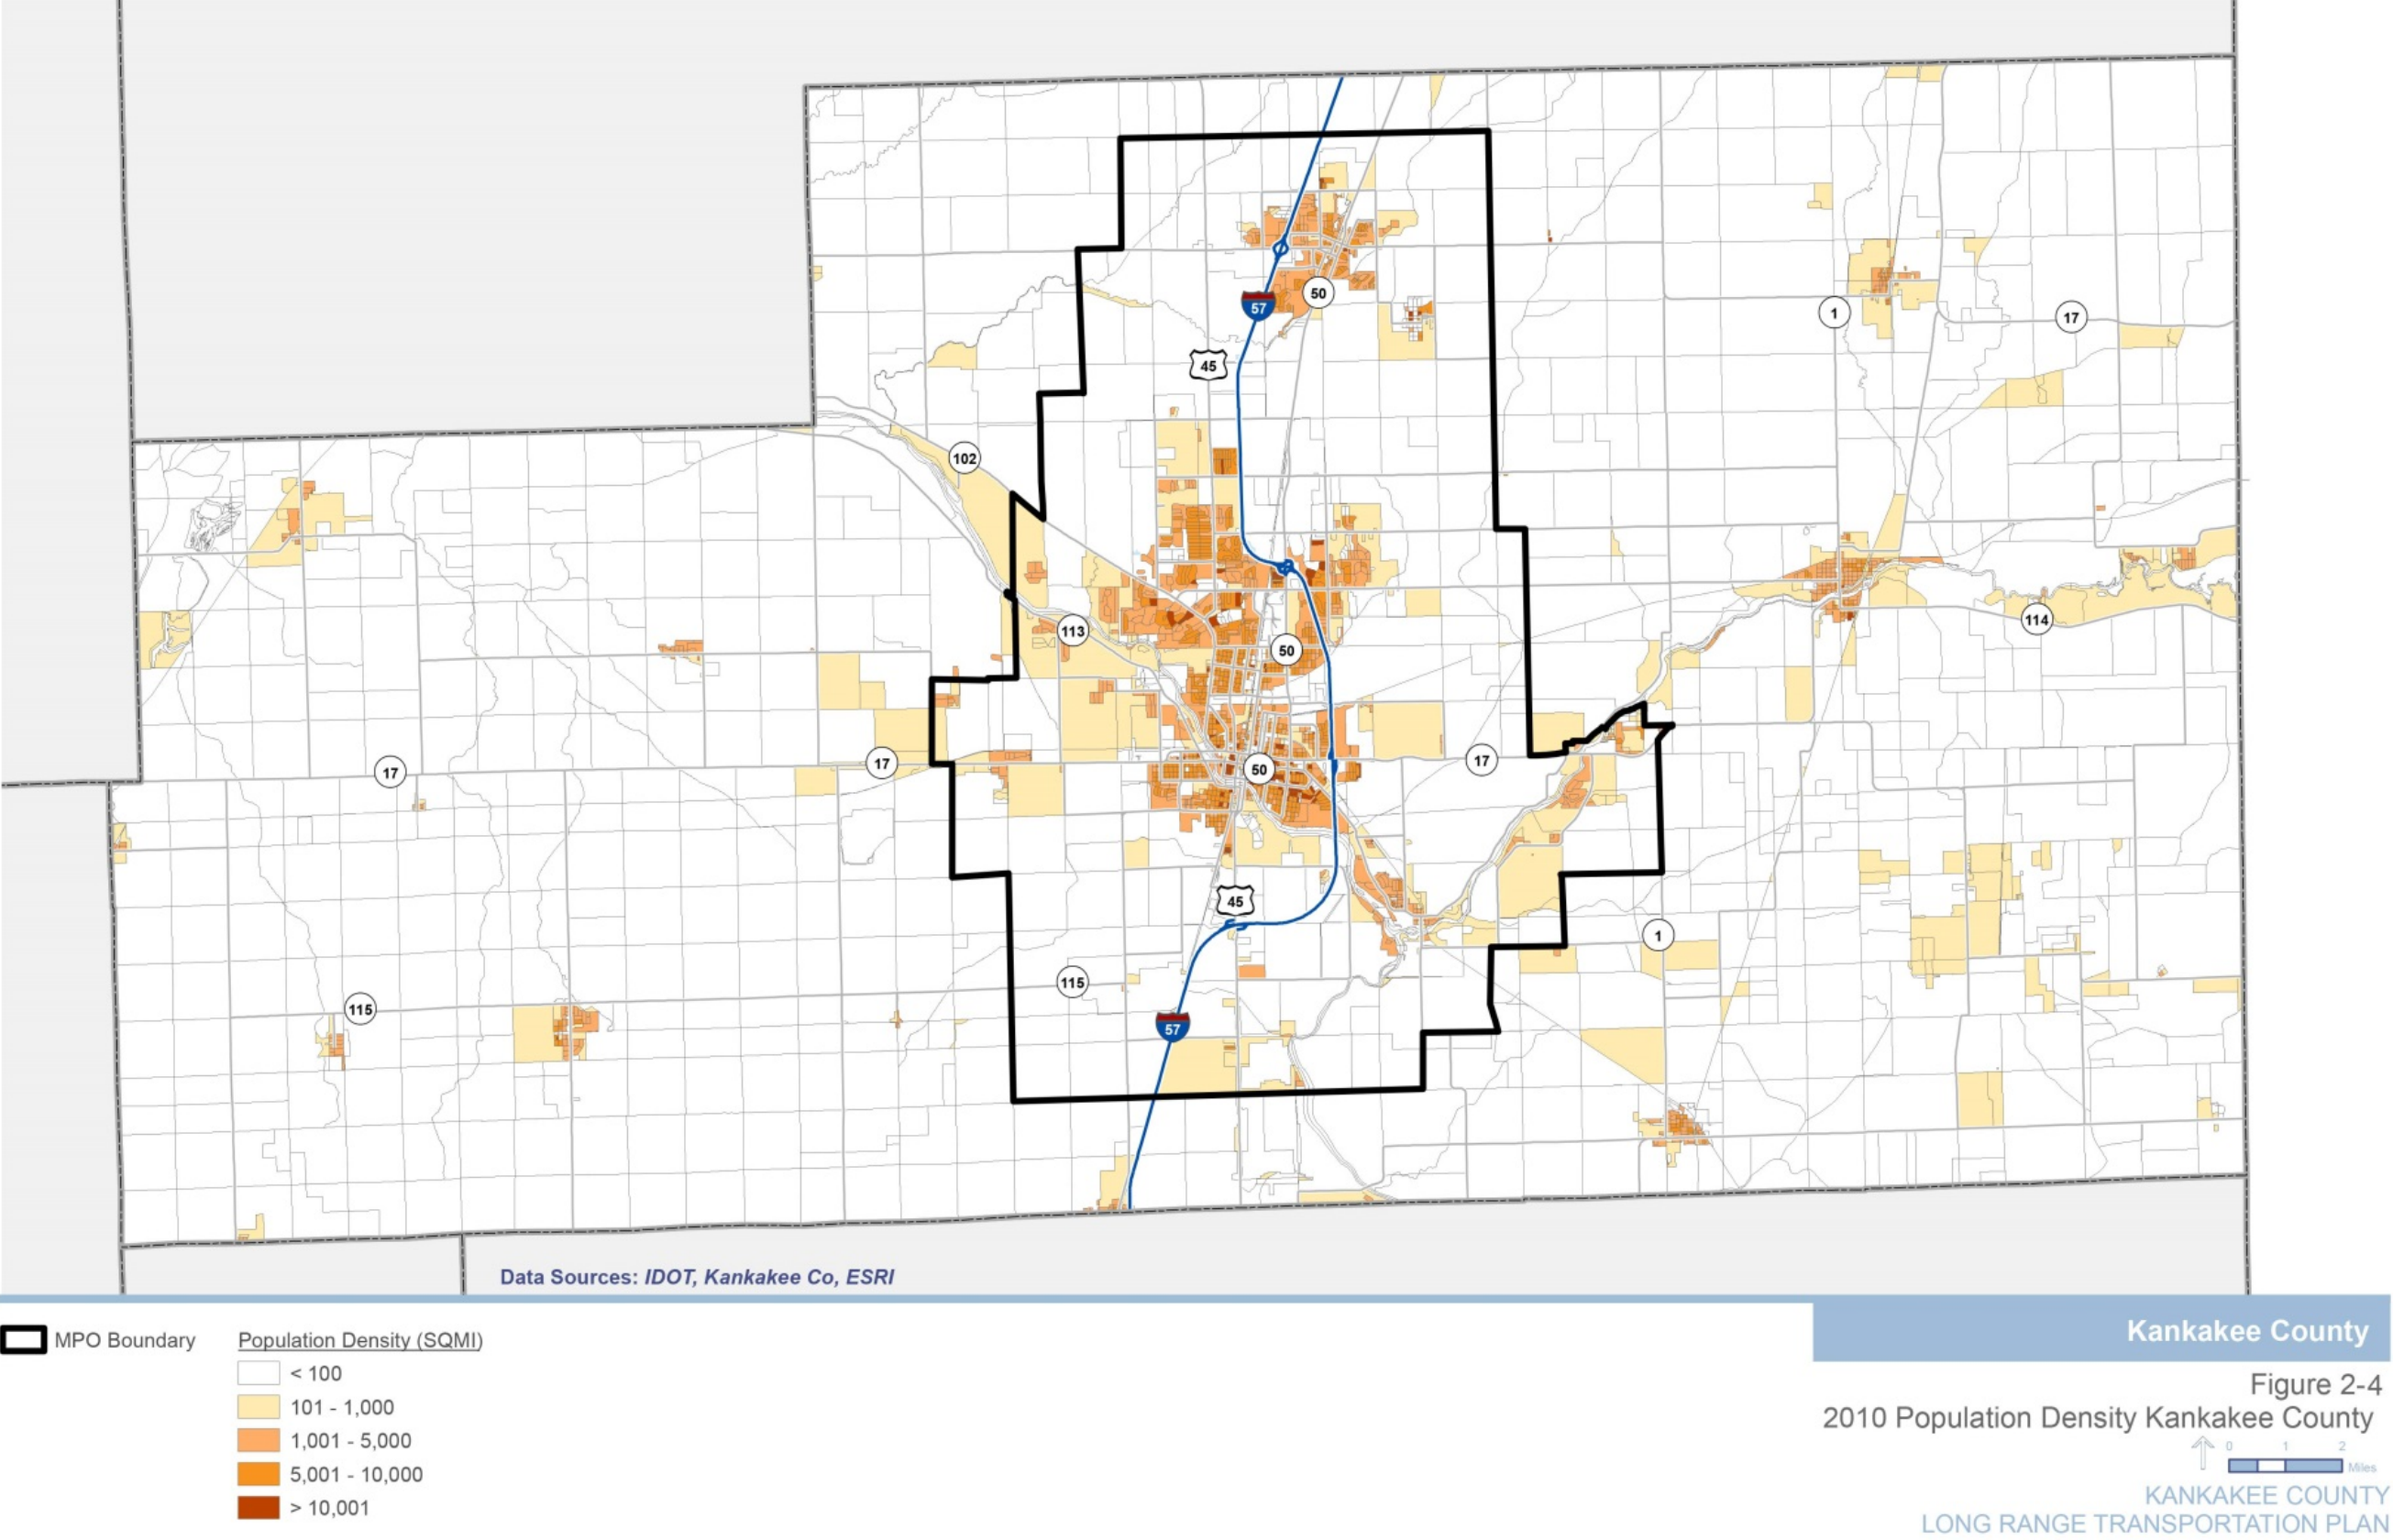 57
50
45
1
17
102
113
50
114
17
17
50
17
45
1
115
115
57
Data Sources: IDOT, Kankakee Co, ESRI
MPO Boundary
Population Density (SQMI)
< 100
101 - 1,000
1,001 - 5,000
5,001 - 10,000
> 10,001
Kankakee County
Figure 2-4
2010 Population Density Kankakee County
0 1 2
Miles
KANKAKEE COUNTY
LONG RANGE TRANSPORTATION PLAN